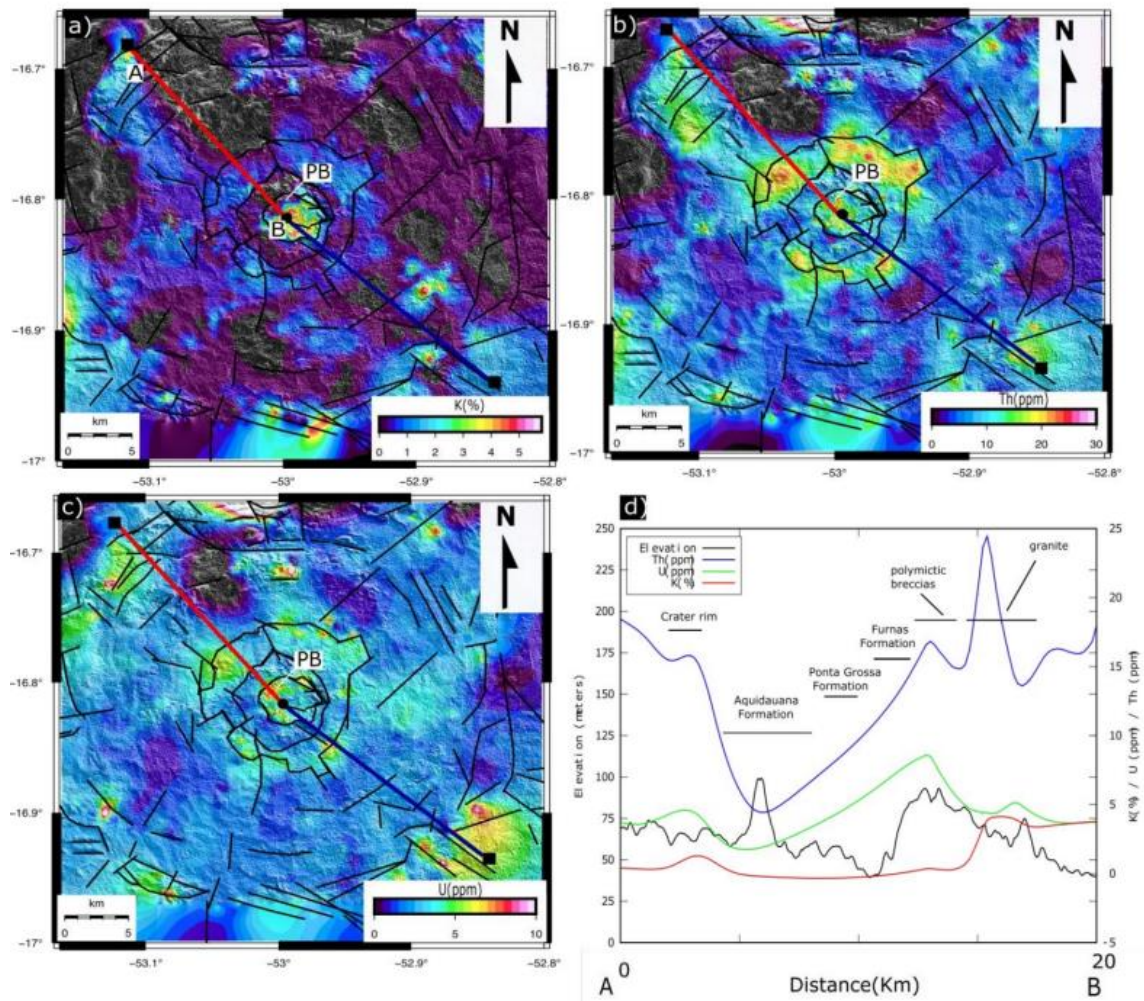 a)
N
A
B
PB
-16.7°
-16.8°
-16.9°
-17°
km
0 5
K(%)
0 1 2 3 4 5
-53.1° -53° -52.9° -52.8°
b)
N
PB
-16.7°
-16.8°
-16.9°
-17°
km
0 5
Th(ppm)
0 10 20 30
-53.1° -53° -52.9° -52.8°
c)
N
PB
-16.7°
-16.8°
-16.9°
-17°
km
0 5
U(ppm)
0 5 10
-53.1° -53° -52.9° -52.8°
d)
Elevation
Th(ppm)
U(ppm)
K(%)
granite
polymictic
breccias
Crater rim
Furnas
Formation
Ponta Grossa
Formation
Aquidauana
Formation
250
225
200
175
150
125
100
75
50
25
0
Elevation (meters)
25
20
15
10
5
0
-5
K(%) / U (ppm) / Th (ppm)
0 20
A Distance(Km) B